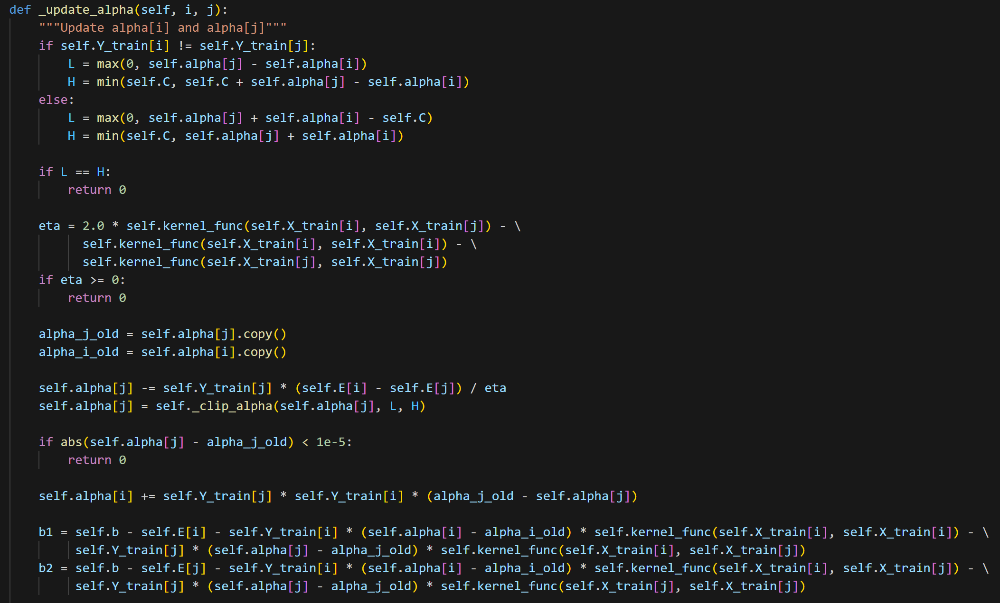 def _update_alpha(self, i, j):
    """Update alpha[i] and alpha[j]"""
    if self.Y_train[i] != self.Y_train[j]:
        L = max(0, self.alpha[j] - self.alpha[i])
        H = min(self.C, self.C + self.alpha[j] - self.alpha[i])
    else:
        L = max(0, self.alpha[j] + self.alpha[i] - self.C)
        H = min(self.C, self.alpha[j] + self.alpha[i])

    if L == H:
        return 0

    eta = 2.0 * self.kernel_func(self.X_train[i], self.X_train[j]) - \
          self.kernel_func(self.X_train[i], self.X_train[i]) - \
          self.kernel_func(self.X_train[j], self.X_train[j])
    if eta >= 0:
        return 0

    alpha_j_old = self.alpha[j].copy()
    alpha_i_old = self.alpha[i].copy()

    self.alpha[j] -= self.Y_train[j] * (self.E[i] - self.E[j]) / eta
    self.alpha[j] = self._clip_alpha(self.alpha[j], L, H)

    if abs(self.alpha[j] - alpha_j_old) < 1e-5:
        return 0

    self.alpha[i] += self.Y_train[j] * self.Y_train[i] * (alpha_j_old - self.alpha[j])

    b1 = self.b - self.E[i] - self.Y_train[i] * (self.alpha[i] - alpha_i_old) * self.kernel_func(self.X_train[i], self.X_train[i]) - \
         self.Y_train[j] * (self.alpha[j] - alpha_j_old) * self.kernel_func(self.X_train[i], self.X_train[j])
    b2 = self.b - self.E[j] - self.Y_train[i] * (self.alpha[i] - alpha_i_old) * self.kernel_func(self.X_train[i], self.X_train[j]) - \
         self.Y_train[j] * (self.alpha[j] - alpha_j_old) * self.kernel_func(self.X_train[j], self.X_train[j])